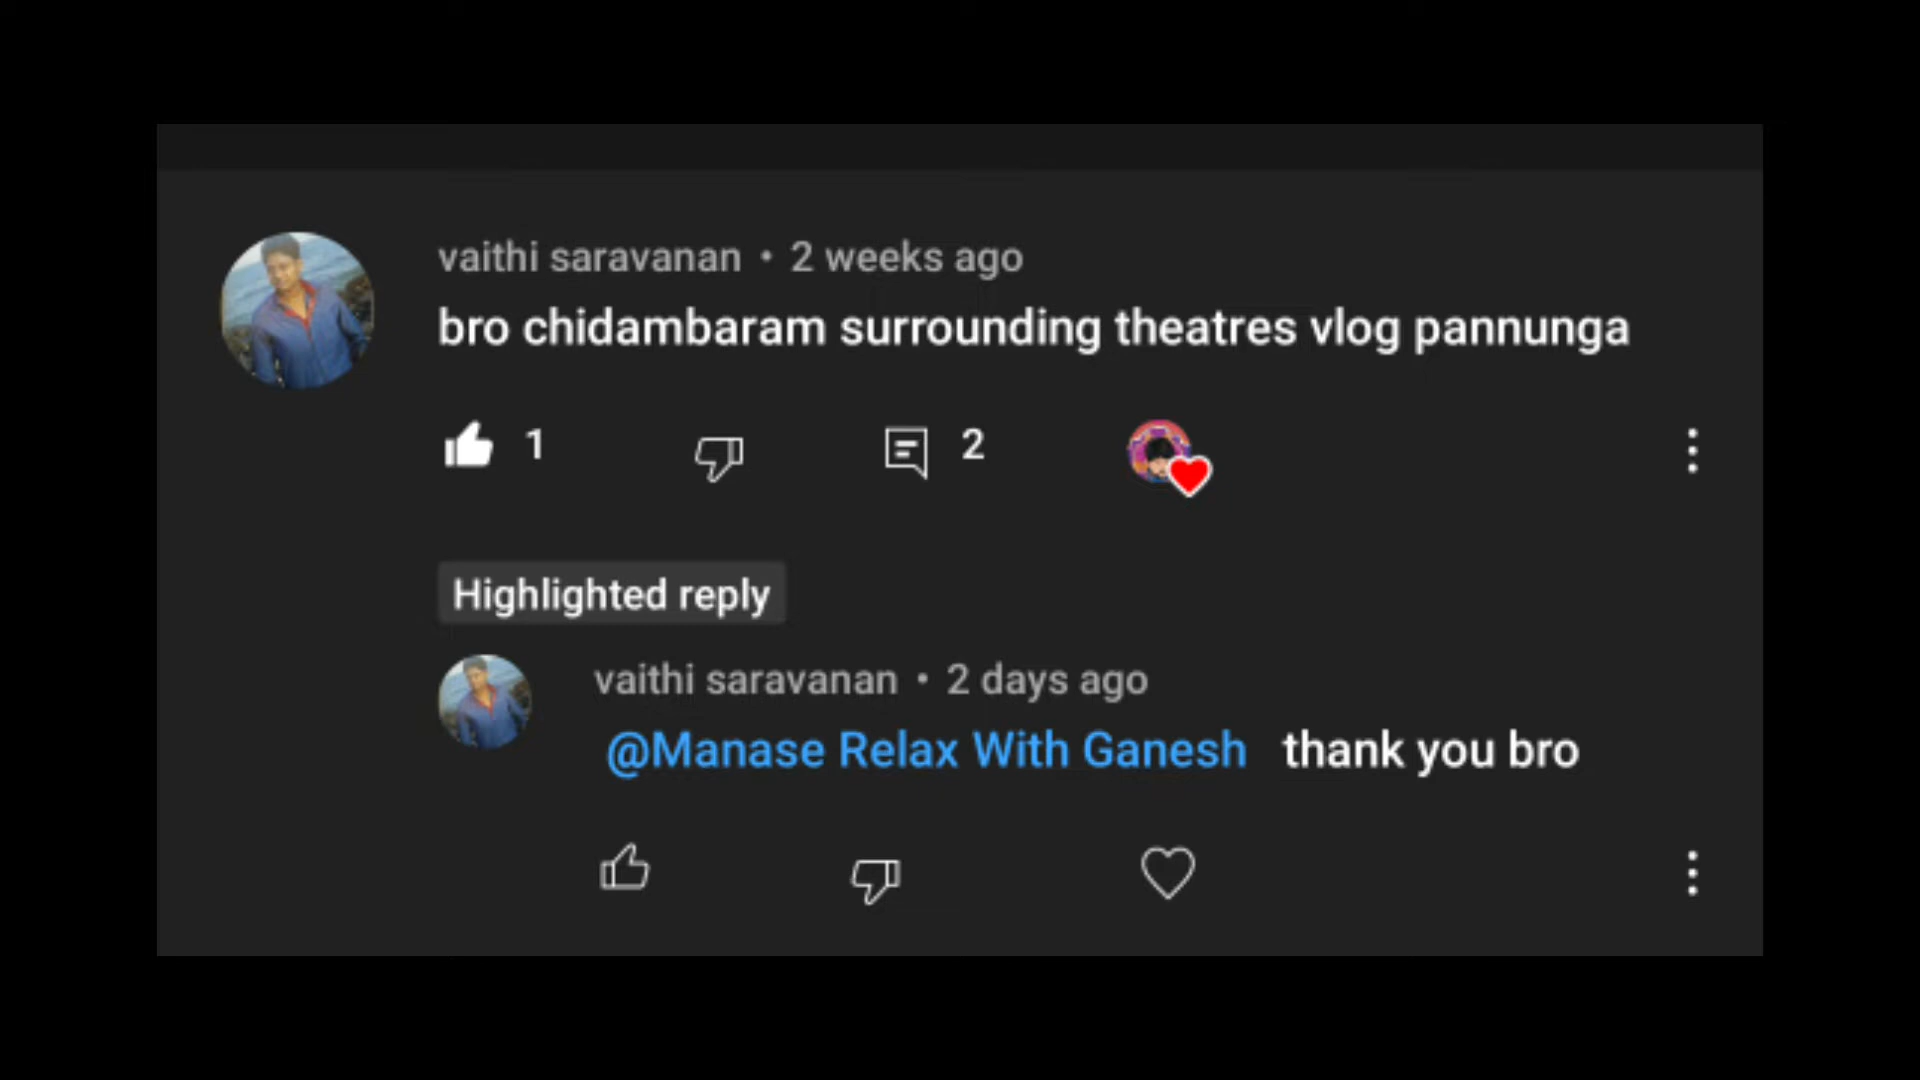 vaithi saravanan • 2 weeks ago
bro chidambaram surrounding theatres vlog pannunga
1
2
Highlighted reply
vaithi saravanan • 2 days ago
@Manase Relax With Ganesh thank you bro